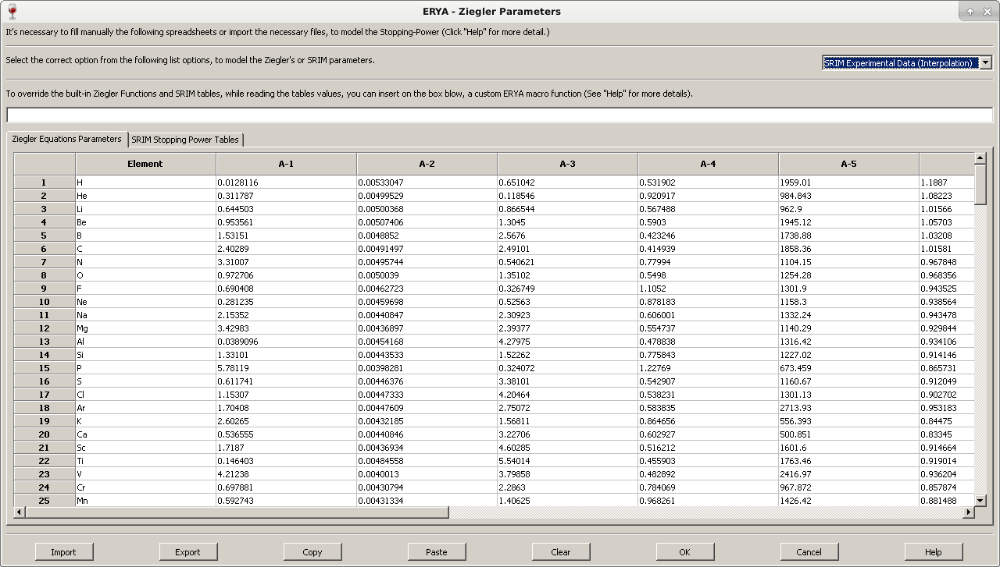 ERYA - Ziegler Parameters
It's necessary to fill manually the following spreadsheets or import the necessary files, to model the Stopping-Power (Click "Help" for more detail.)
Select the correct option from the following list options, to model the Ziegler's or SRIM parameters.
SRIM Experimental Data (Interpolation)
To override the built-in Ziegler Functions and SRIM tables, while reading the tables values, you can insert on the box blow, a custom ERYA macro function (See "Help" for more details).
Ziegler Equations Parameters SRIM Stopping Power Tables
Element A-1 A-2 A-3 A-4 A-5
1 H 0.0128116 0.00533047 0.651042 0.531902 1959.01 1.1887
2 He 0.311787 0.00499529 0.118546 0.920917 984.843 1.08223
3 Li 0.644503 0.00500368 0.866544 0.567488 962.9 1.01566
4 Be 0.953561 0.00507406 1.3045 0.5903 1945.12 1.05703
5 B 1.53151 0.0048852 2.5676 0.423246 1738.88 1.03208
6 C 2.40289 0.00491497 2.49101 0.414939 1858.36 1.01581
7 N 3.31007 0.00495744 0.540621 0.77994 1104.15 0.967848
8 O 0.972706 0.0050039 1.35102 0.5498 1254.28 0.968356
9 F 0.690408 0.00462723 0.326749 1.1052 1301.9 0.943525
10 Ne 0.281235 0.00459698 0.52563 0.878183 1158.3 0.938564
11 Na 2.15352 0.00440847 2.30923 0.606001 1332.24 0.943478
12 Mg 3.42983 0.00436897 2.39377 0.554737 1140.29 0.929844
13 Al 0.0389096 0.00454168 4.27975 0.478838 1316.42 0.934106
14 Si 1.33101 0.00443533 1.52262 0.775843 1227.02 0.914146
15 P 5.78119 0.00398281 0.324072 1.22769 673.459 0.865731
16 S 0.611741 0.00446376 3.38101 0.542907 1160.67 0.912049
17 Cl 1.15307 0.00447333 4.20464 0.538231 1301.13 0.902702
18 Ar 1.70408 0.00447609 2.75072 0.583835 2713.93 0.953183
19 K 2.60265 0.00432185 1.56811 0.864656 556.393 0.84475
20 Ca 0.536555 0.00440846 3.22706 0.602927 500.851 0.83345
21 Sc 1.7187 0.00436934 4.60285 0.516212 1601.6 0.914664
22 Ti 0.146403 0.00484558 5.54014 0.455903 1763.46 0.919014
23 V 4.21238 0.0040013 3.79858 0.482892 2416.97 0.936204
24 Cr 0.697881 0.00430794 2.2863 0.784069 967.872 0.857874
25 Mn 0.592743 0.00431334 1.40625 0.968261 1426.42 0.881488
Import Export Copy Paste Clear OK Cancel Help